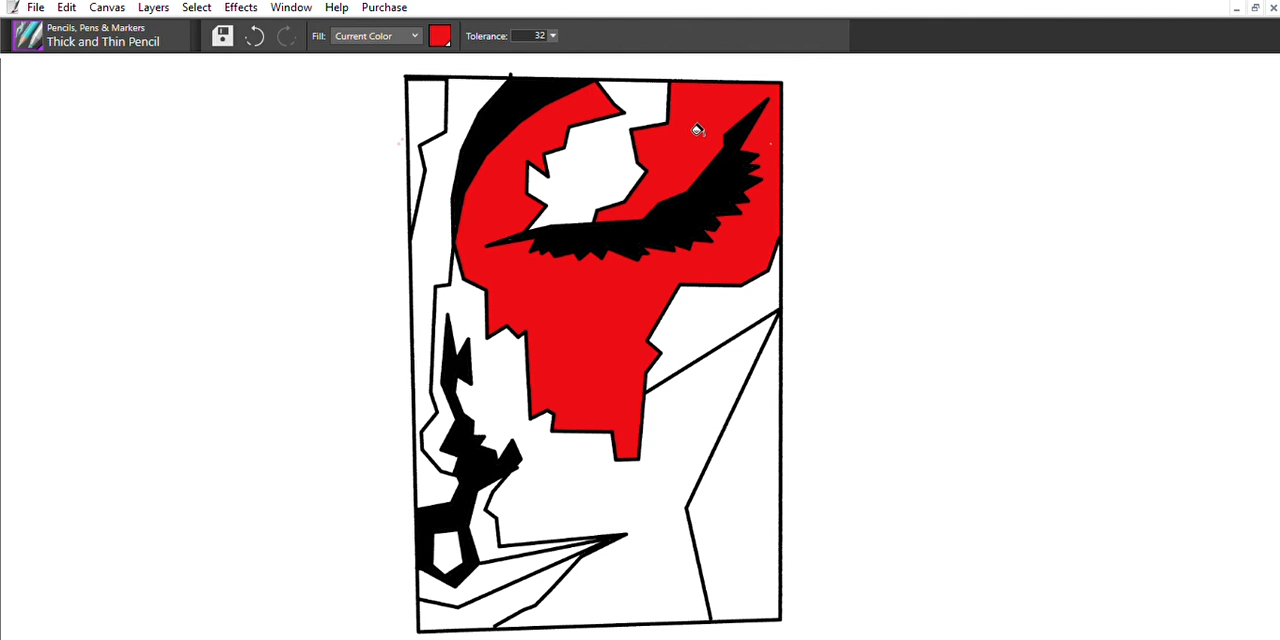 File Edit Canvas Layers Select Effects Window Help Purchase
Pencils, Pens & Markers
Thick and Thin Pencil
Fill: Current Color Tolerance: 32